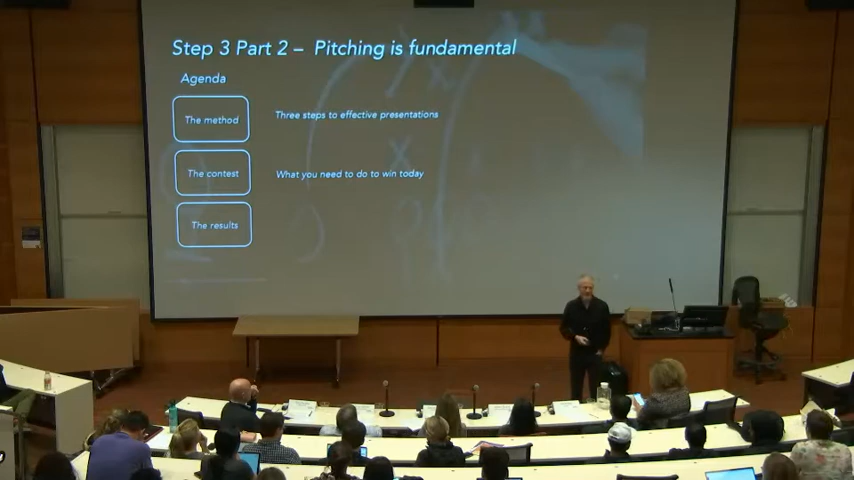 Step 3 Part 2 – Pitching is fundamental
Agenda
The method
Three steps to effective presentations
The contest
What you need to do to win today
The results